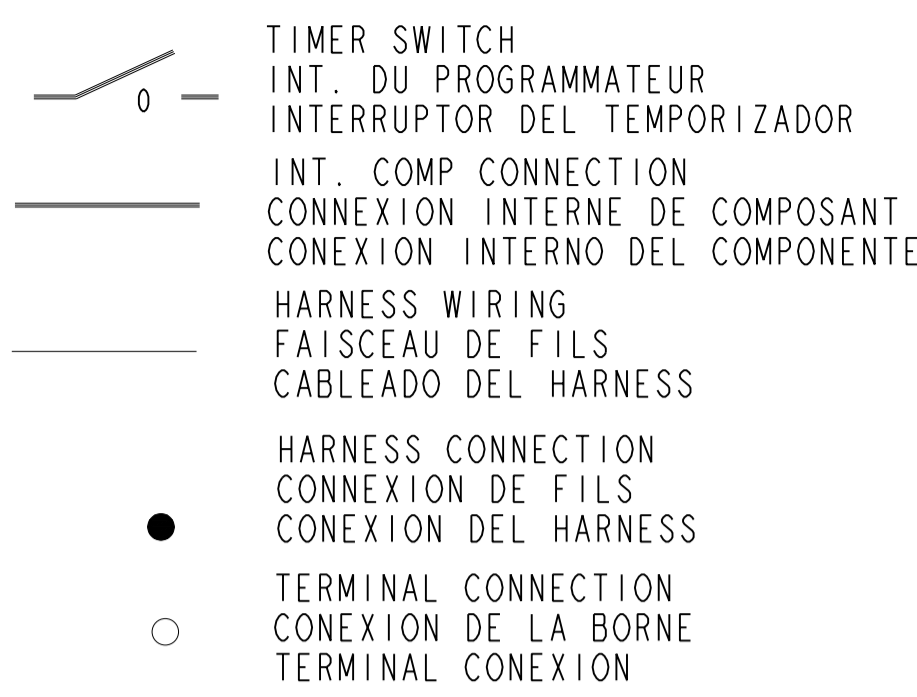 TIMER SWITCH
INT. DU PROGRAMMATEUR
0
INTERRUPTOR DEL TEMPORIZADOR
INT. COMP CONNECTION
CONNEXION INTERNE DE COMPOSANT
CONEXION INTERNO DEL COMPONENTE
HARNESS WIRING
FAISCEAU DE FILS
CABLEADO DEL HARNESS
HARNESS CONNECTION
CONNEXION DE FILS
CONEXION DEL HARNESS
TERMINAL CONNECTION
CONEXION DE LA BORNE
TERMINAL CONEXION